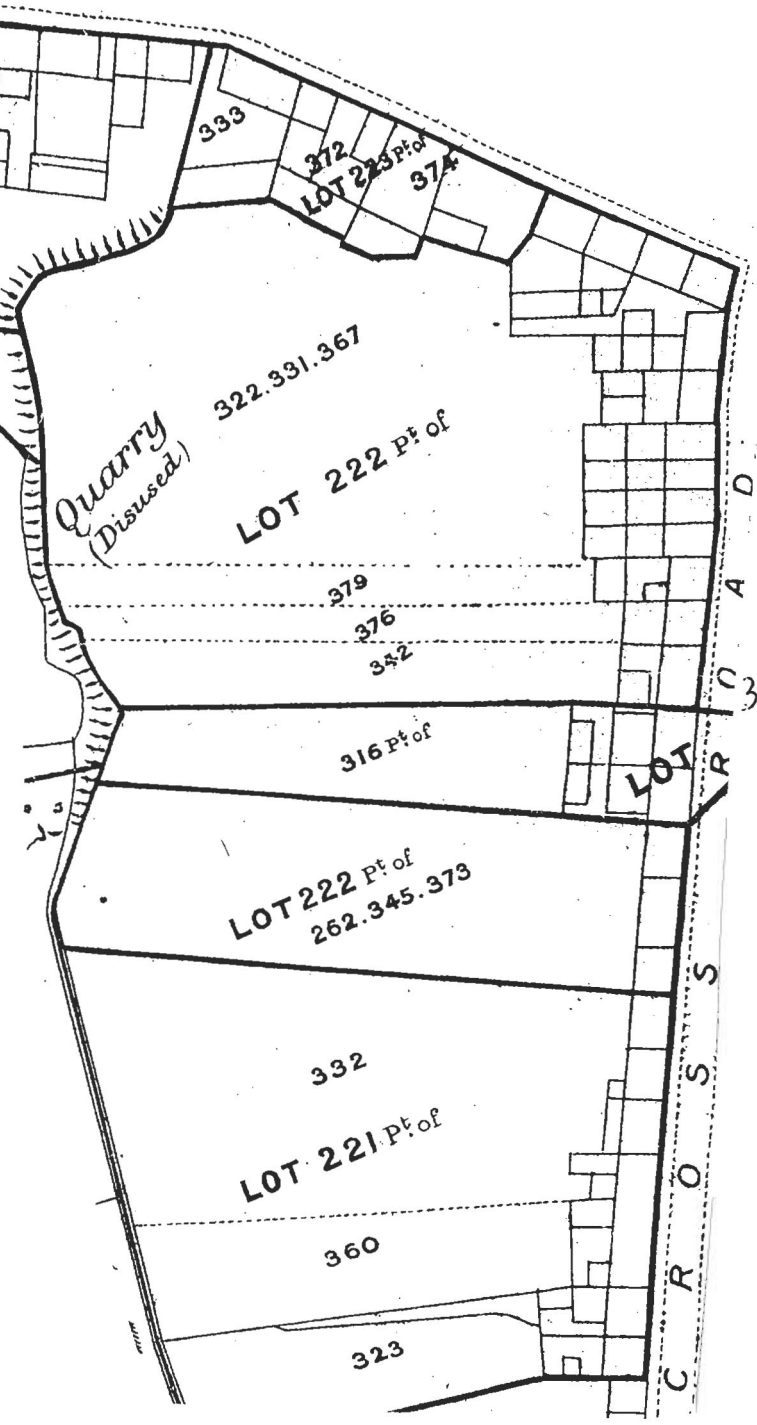 333
372
LOT 223 Pt. of
374
322.331.367
Quarry
(Disused)
LOT 222 Pt. of
379
376
342
316 Pt. of
LOT
3
LOT 222 Pt. of
262.345.373
332
LOT 221 Pt. of
360
323
CROSS ROAD